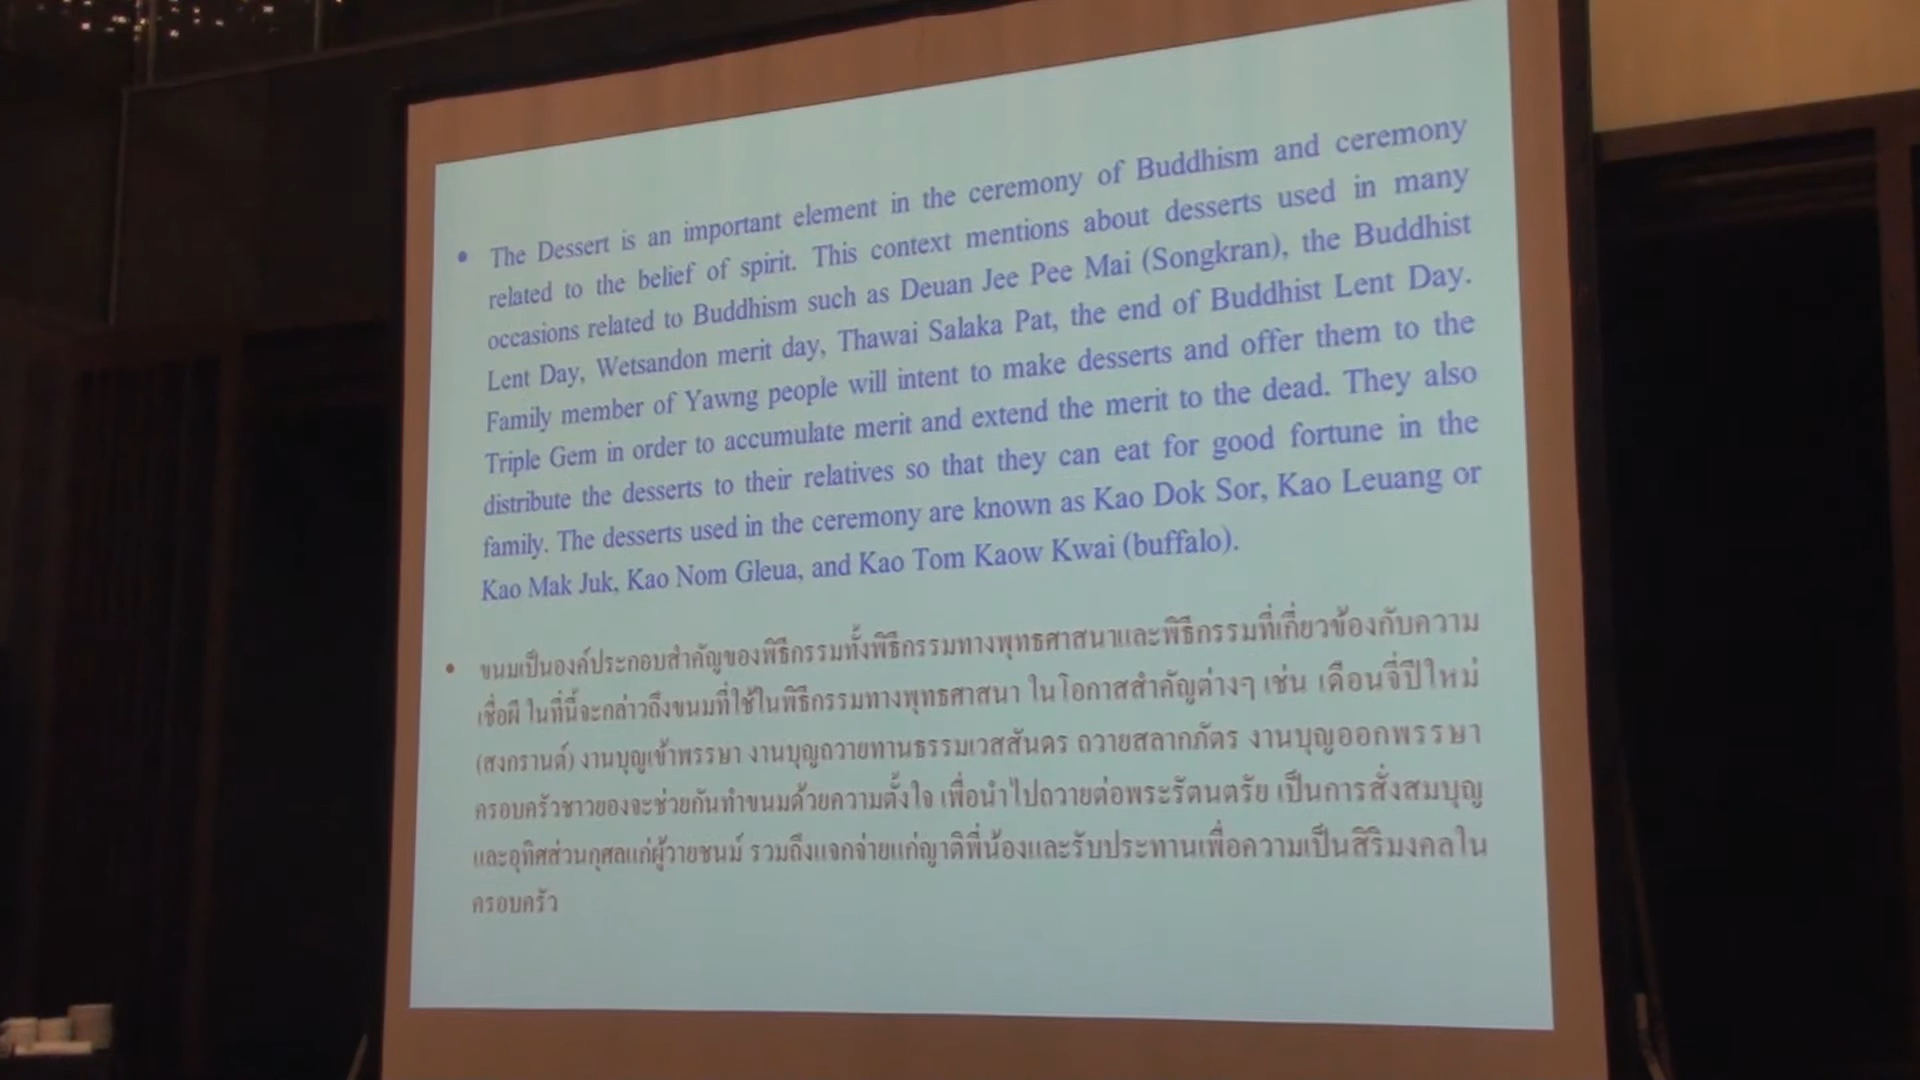 • The Dessert is an important element in the ceremony of Buddhism and ceremony
related to the belief of spirit. This context mentions about desserts used in many
occasions related to Buddhism such as Deuan Jee Pee Mai (Songkran), the Buddhist
Lent Day, Wetsandon merit day, Thawai Salaka Pat, the end of Buddhist Lent Day.
Family member of Yawng people will intent to make desserts and offer them to the
Triple Gem in order to accumulate merit and extend the merit to the dead. They also
distribute the desserts to their relatives so that they can eat for good fortune in the
family. The desserts used in the ceremony are known as Kao Dok Sor, Kao Leuang or
Kao Mak Juk, Kao Nom Gleua, and Kao Tom Kaow Kwai (buffalo).
• ขนมเป็นองค์ประกอบสำคัญของพิธีกรรมทั้งพิธีกรรมทางพุทธศาสนาและพิธีกรรมที่เกี่ยวข้องกับความ
เชื่อผี ในที่นี้จะกล่าวถึงขนมที่ใช้ในพิธีกรรมทางพุทธศาสนา ในโอกาสสำคัญต่างๆ เช่น เดือนจี๋ปีใหม่
(สงกรานต์) งานบุญเข้าพรรษา งานบุญถวายทานธรรมเวสสันดร ถวายสลากภัตร งานบุญออกพรรษา
ครอบครัวชาวยองจะช่วยกันทำขนมด้วยความตั้งใจ เพื่อนำไปถวายต่อพระรัตนตรัย เป็นการสั่งสมบุญ
และอุทิศส่วนกุศลแก่ผู้วายชนม์ รวมถึงแจกจ่ายแก่ญาติพี่น้องและรับประทานเพื่อความเป็นสิริมงคลใน
ครอบครัว